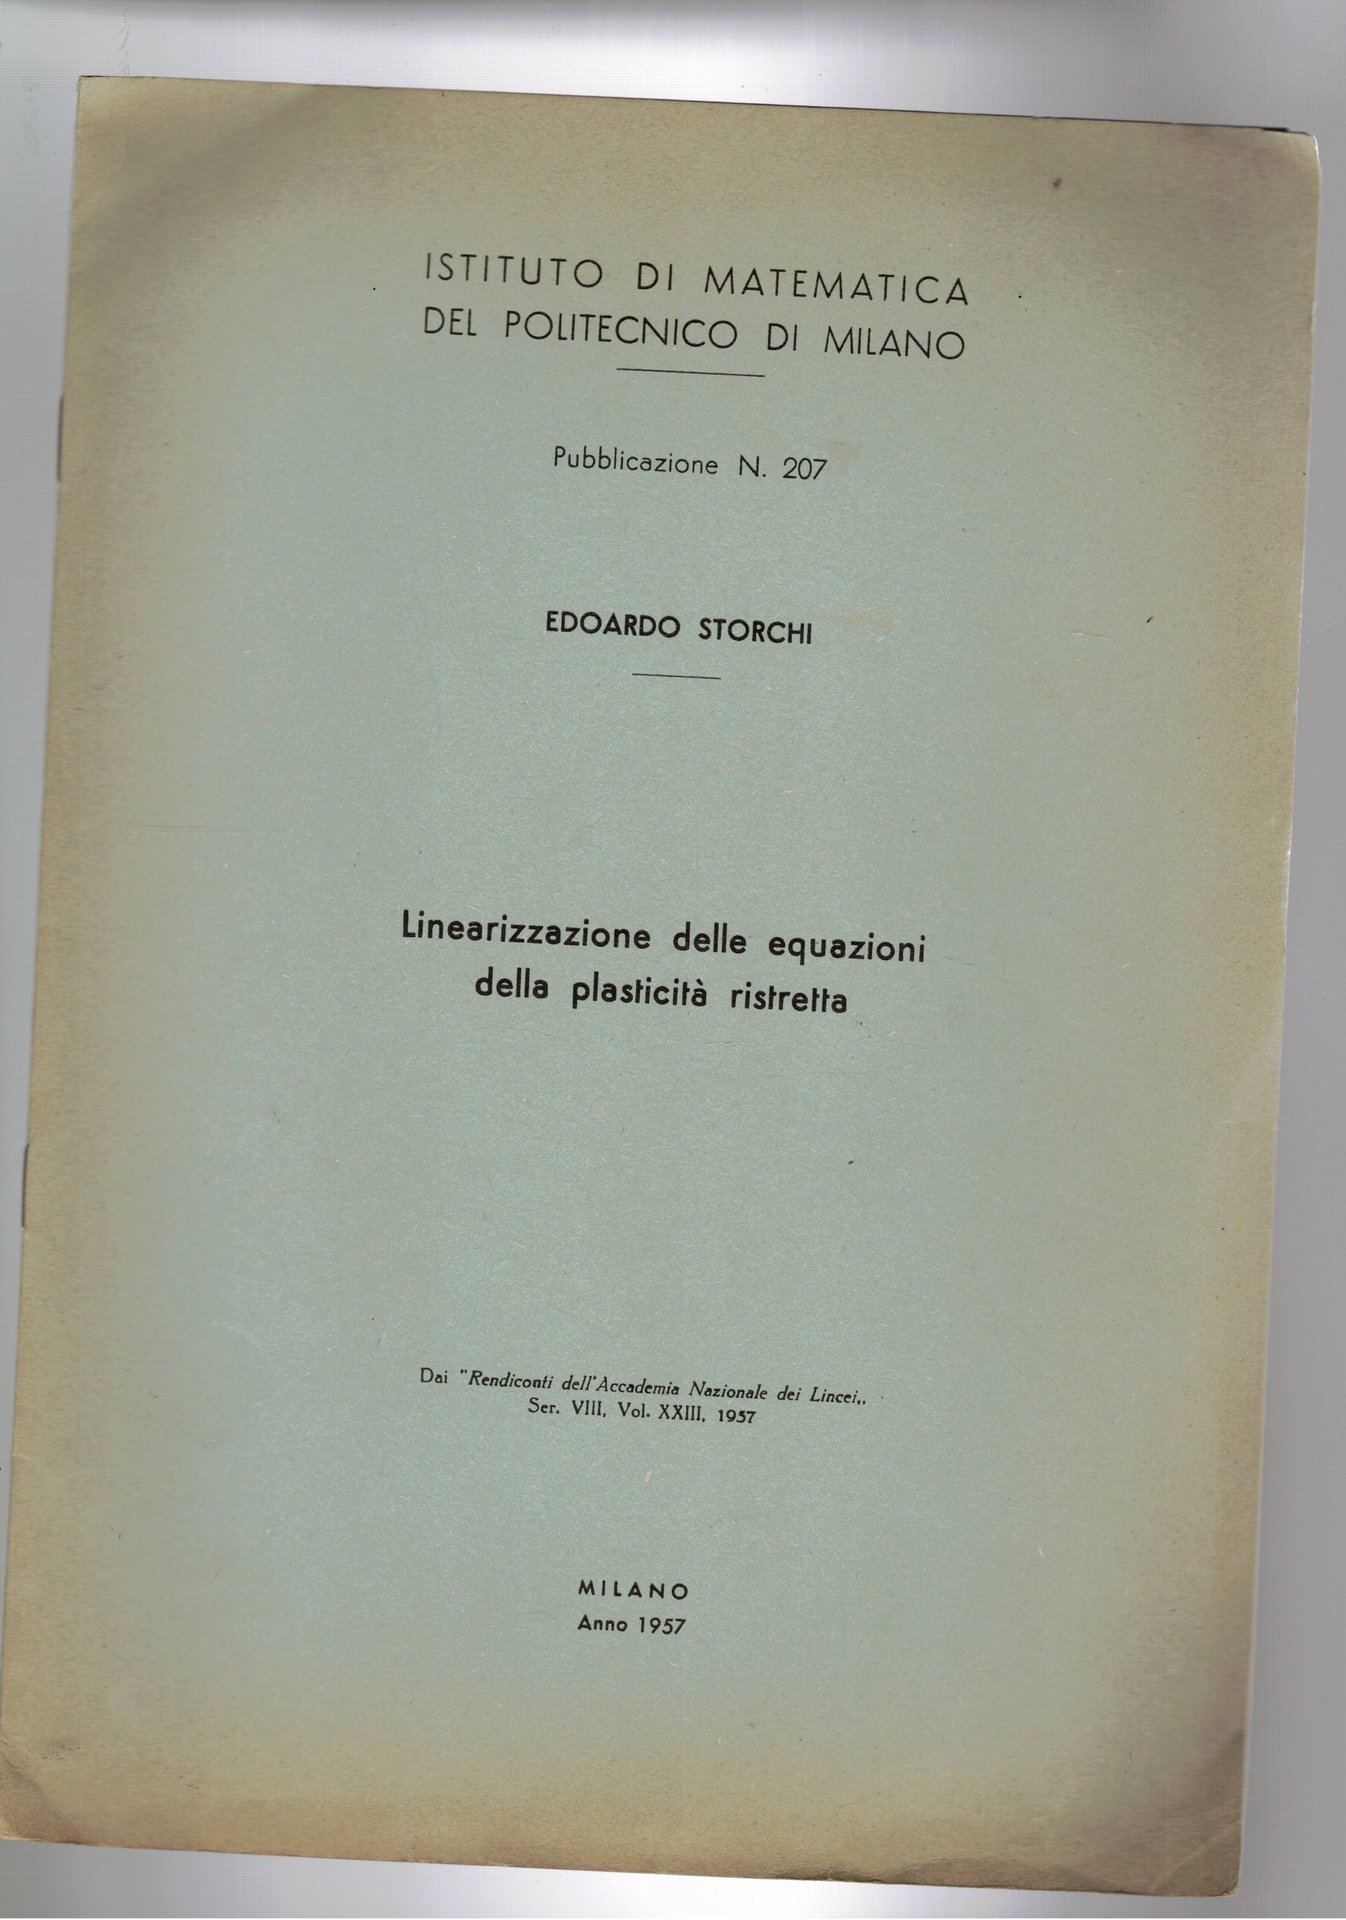 ISTITUTO DI MATEMATICA
DEL POLITECNICO DI MILANO
Pubblicazione N. 207
EDOARDO STORCHI
Linearizzazione delle equazioni
della plasticità ristretta
Dai "Rendiconti dell'Accademia Nazionale dei Lincei,,
Ser. VIII, Vol. XXIII, 1957
MILANO
Anno 1957